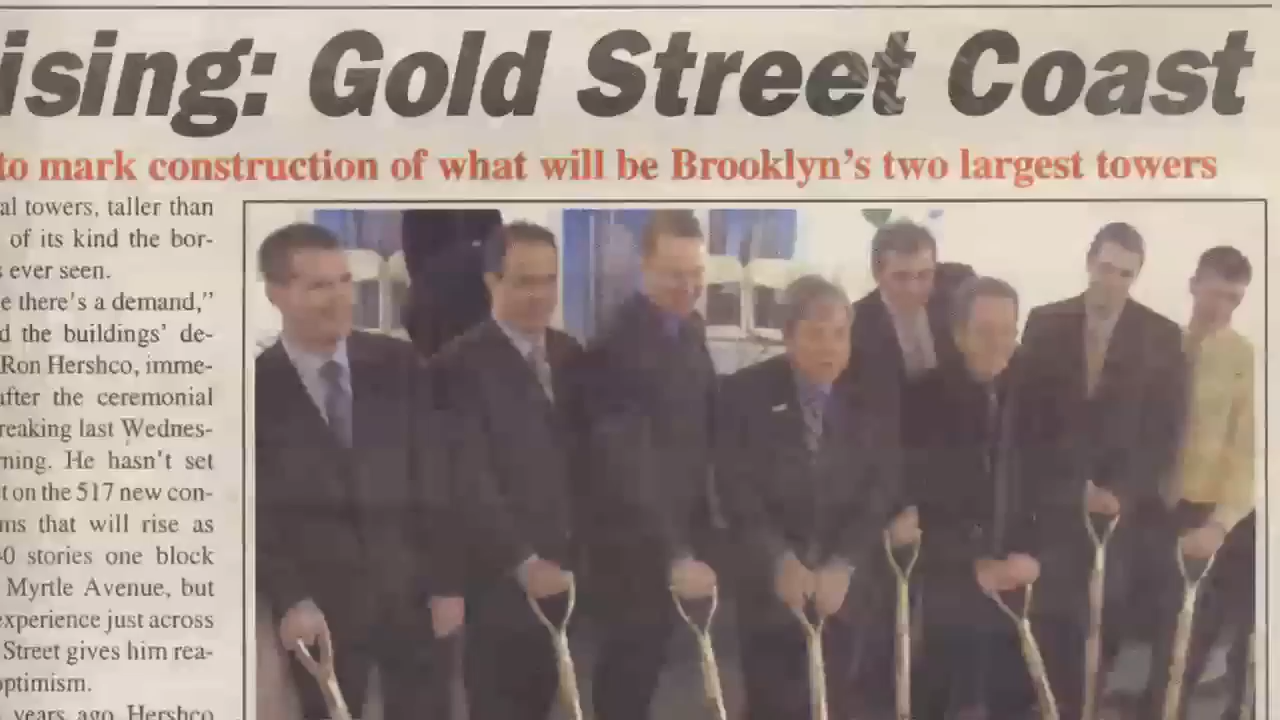 ising: Gold Street Coast
to mark construction of what will be Brooklyn's two largest towers
al towers, taller than
of its kind the bor-
s ever seen.
e there's a demand,"
d the buildings' de-
Ron Hershco, imme-
after the ceremonial
reaking last Wednes-
ning. He hasn't set
t on the 517 new con-
ms that will rise as
40 stories one block
Myrtle Avenue, but
experience just across
Street gives him rea-
optimism.
years ago Hershco